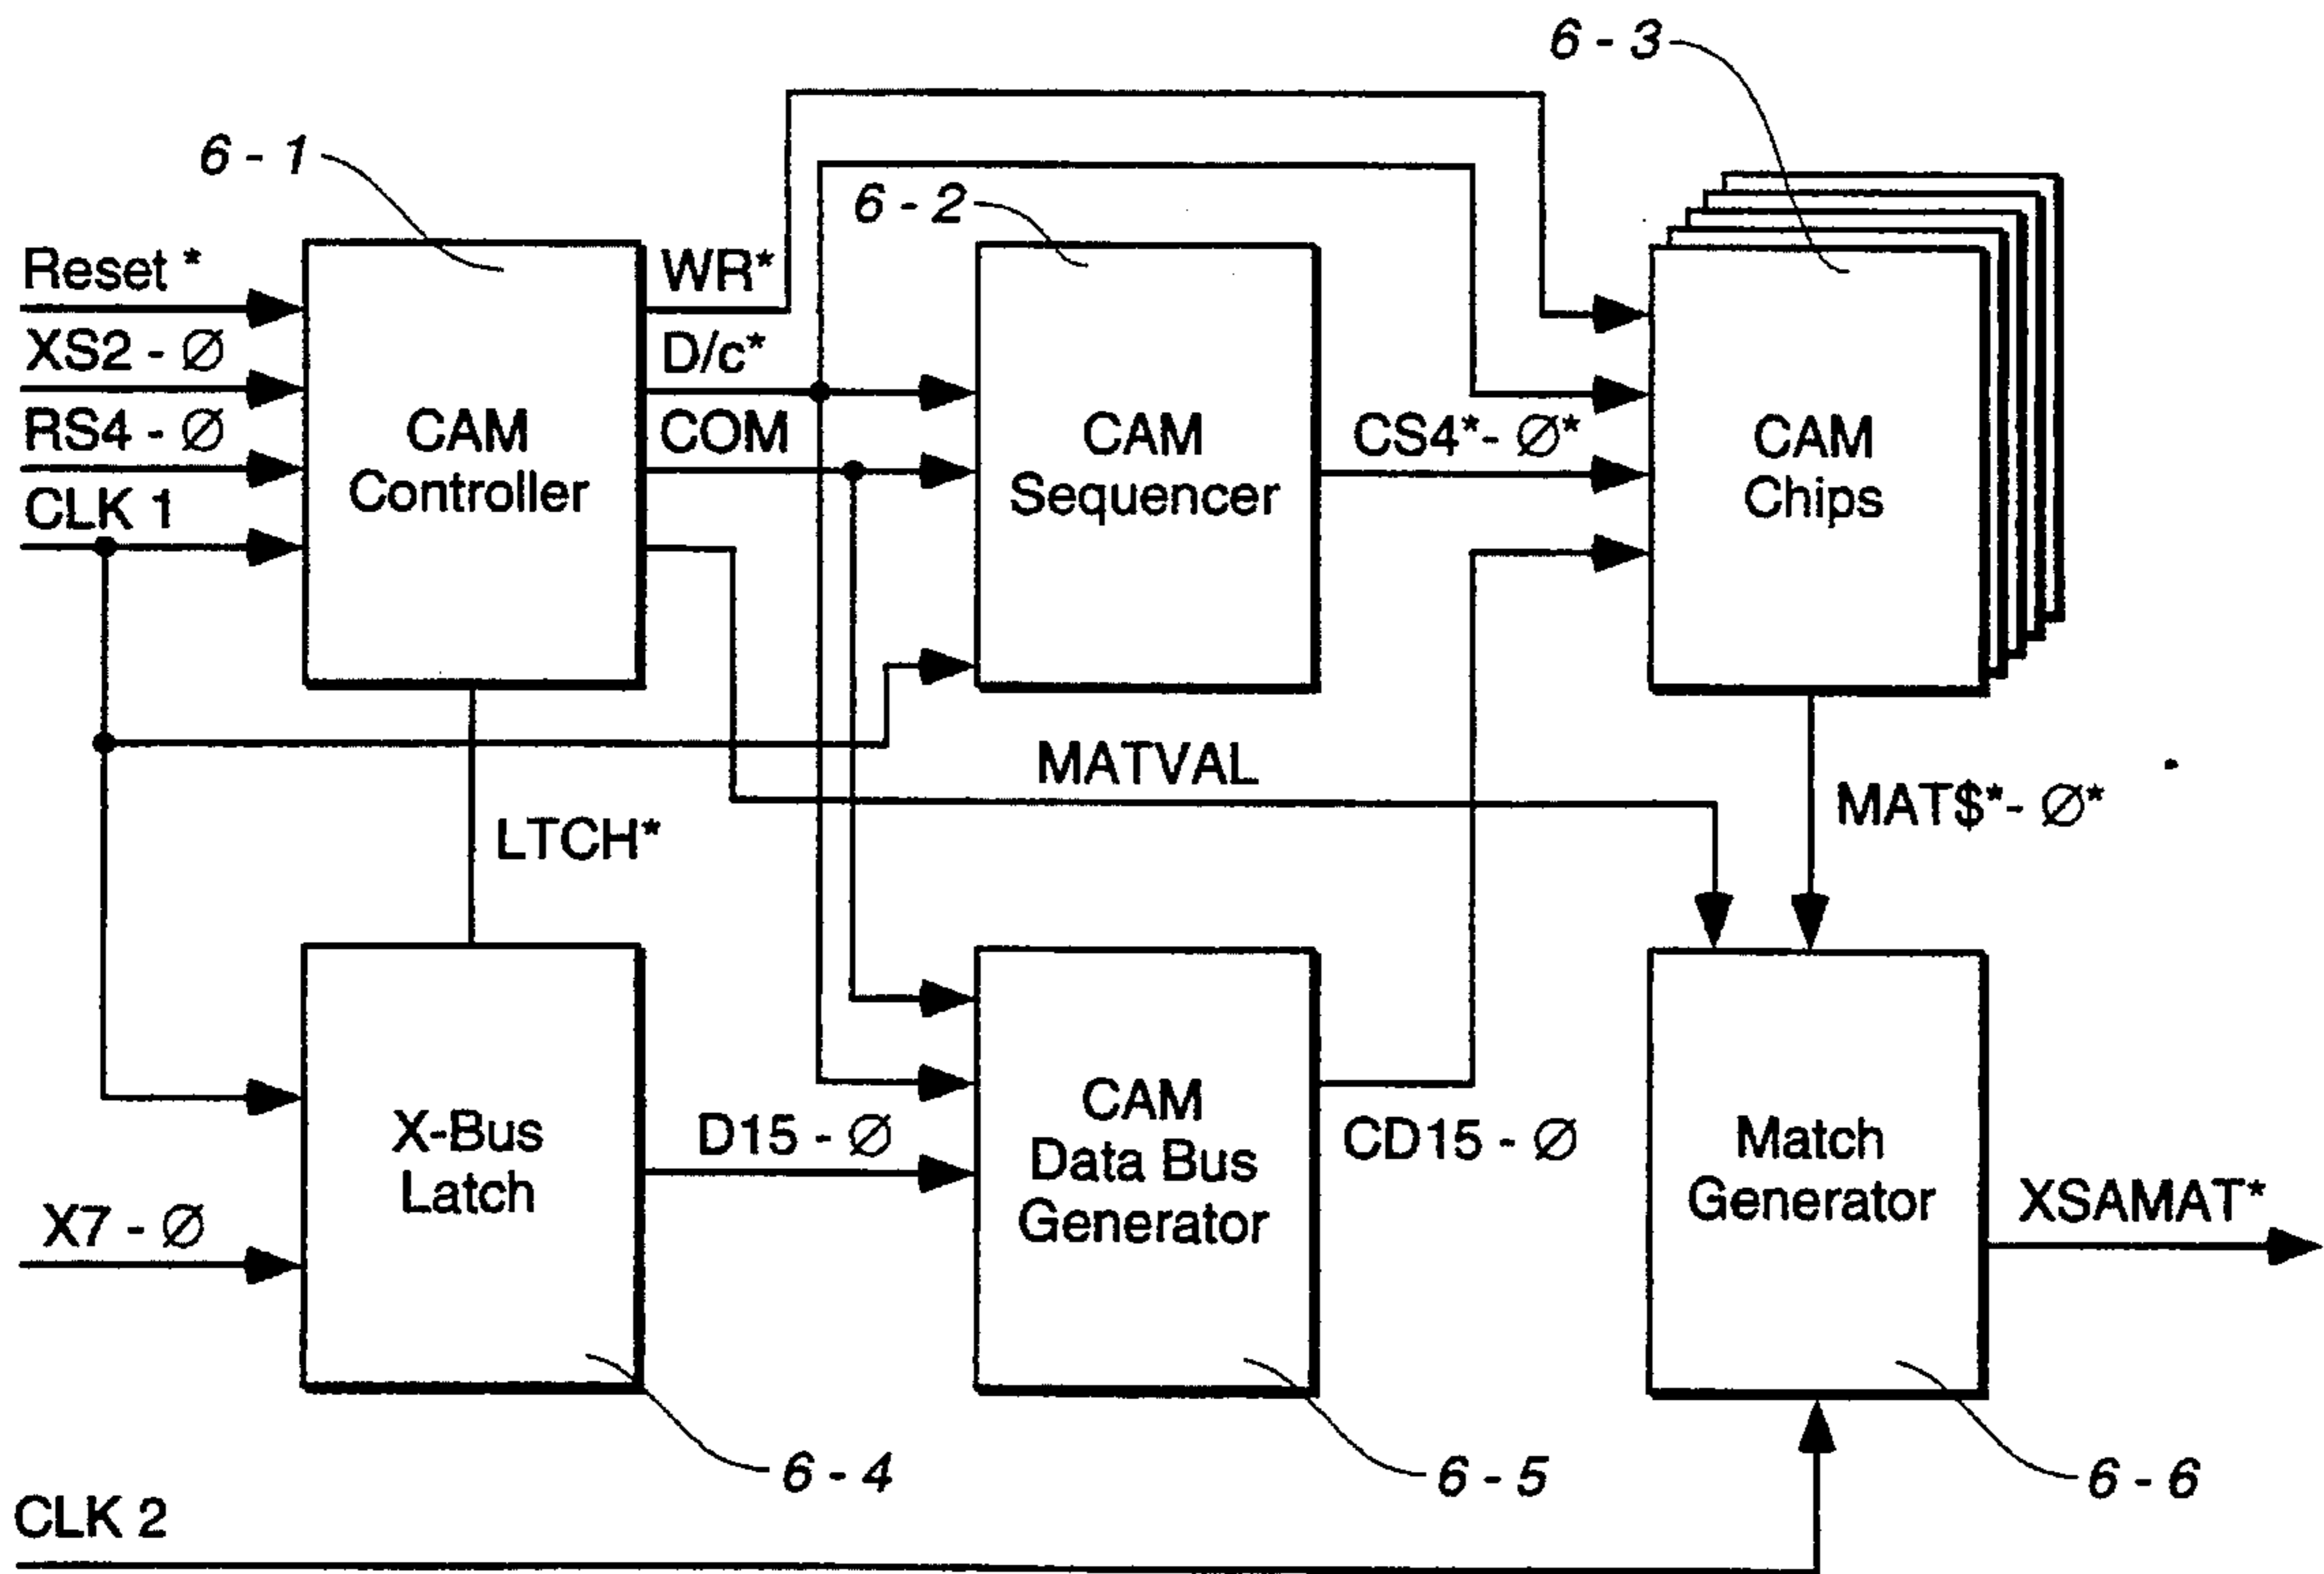 6 - 3
6 - 1
6 - 2
Reset *
WR*
XS2 - Ø
D/c*
RS4 - Ø
COM
CLK 1
CAM
Controller
CAM
Sequencer
CS4*- Ø*
CAM
Chips
MATVAL
MAT$*- Ø*
LTCH*
X-Bus
Latch
D15 - Ø
CAM
Data Bus
Generator
CD15 - Ø
Match
Generator
X7 - Ø
XSAMAT*
6 - 4
6 - 5
6 - 6
CLK 2